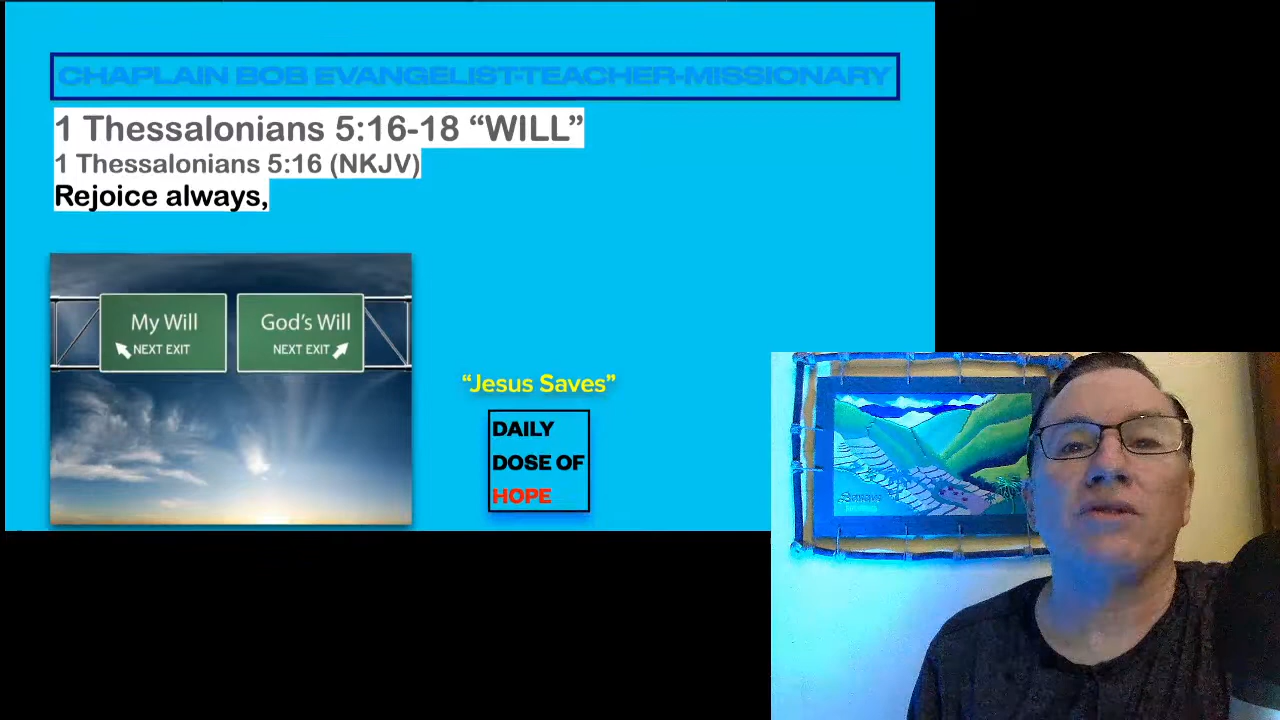 CHAPLAIN BOB EVANGELIST-TEACHER-MISSIONARY
1 Thessalonians 5:16-18 “WILL”
1 Thessalonians 5:16 (NKJV)
Rejoice always,
My Will
NEXT EXIT
God's Will
NEXT EXIT
“Jesus Saves”
DAILY
DOSE OF
HOPE